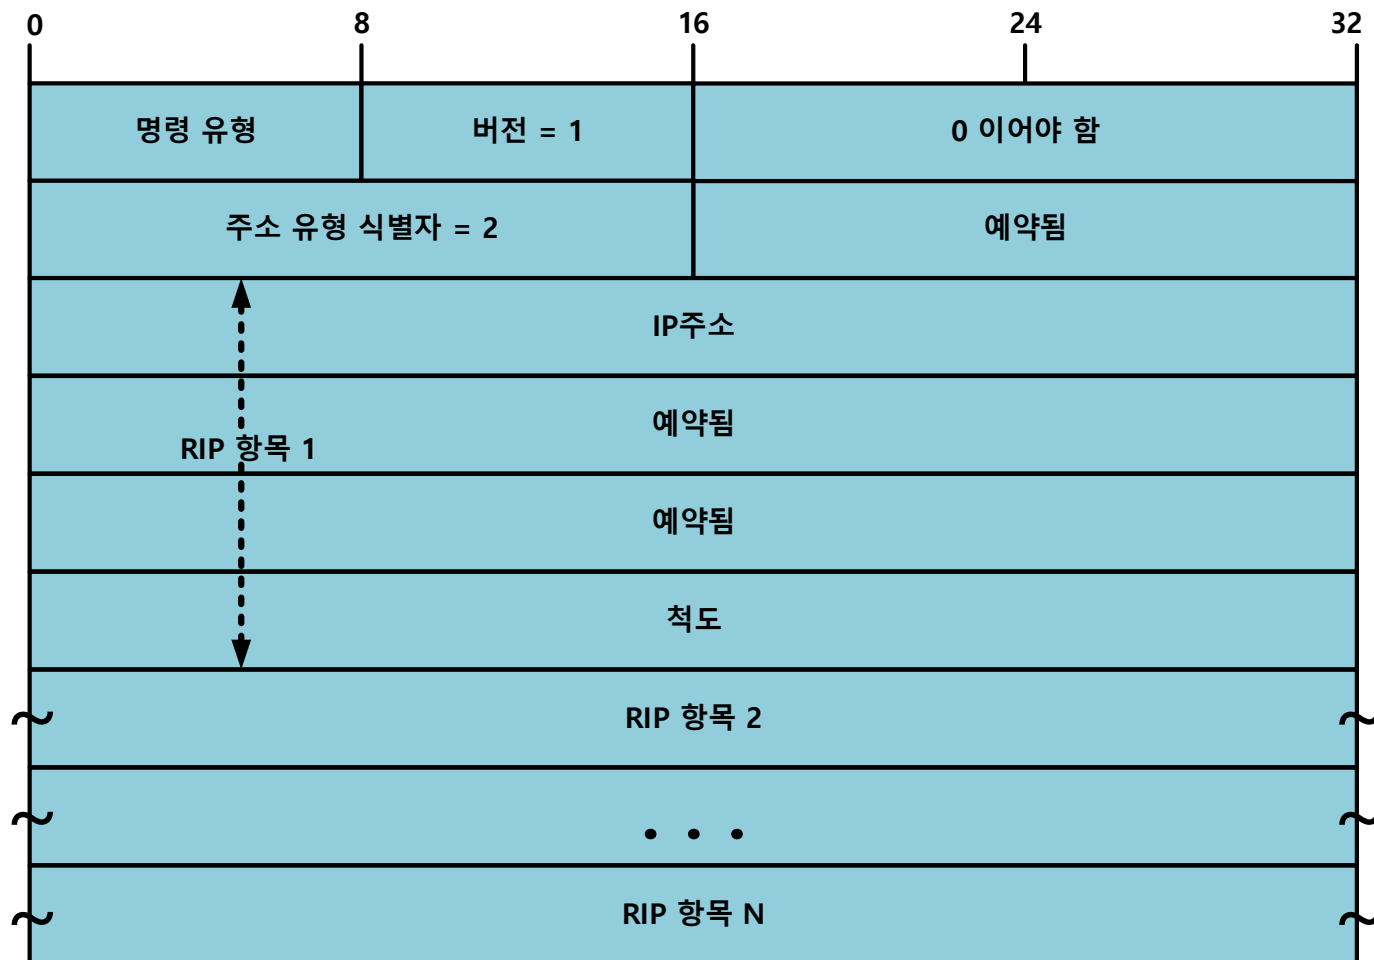 0 8 16 24 32
명령 유형 버전 = 1 0 이어야 함
주소 유형 식별자 = 2 예약됨
IP주소
예약됨
RIP 항목 1
예약됨
척도
RIP 항목 2
. . .
RIP 항목 N